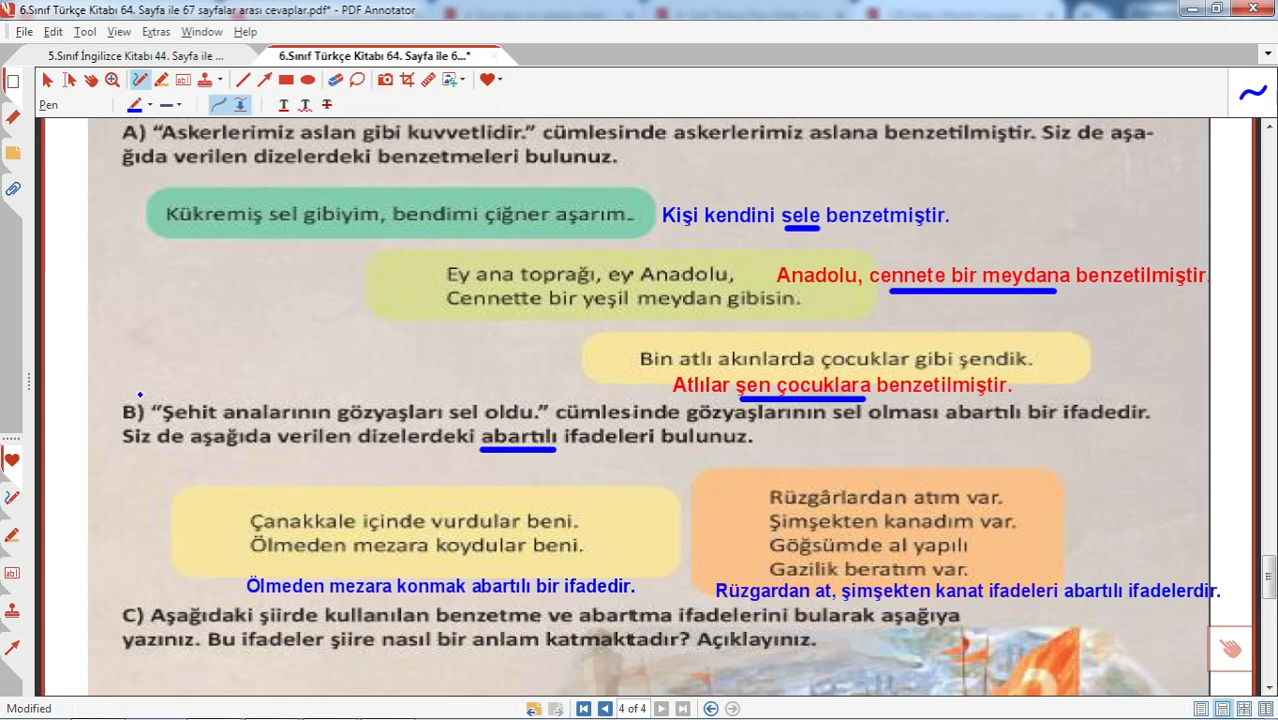 6.Sınıf Türkçe Kitabı 64. Sayfa ile 67 sayfalar arası cevaplar.pdf* - PDF Annotator
File Edit Tool View Extras Window Help
5.Sınıf İngilizce Kitabı 44. Sayfa ile ...
6.Sınıf Türkçe Kitabı 64. Sayfa ile 6...*
Pen
A) “Askerlerimiz aslan gibi kuvvetlidir.” cümlesinde askerlerimiz aslana benzetilmiştir. Siz de aşa-
ğıda verilen dizelerdeki benzetmeleri bulunuz.
Kükremiş sel gibiyim, bendimi çiğner aşarım.
Kişi kendini sele benzetmiştir.
Ey ana toprağı, ey Anadolu,
Cennette bir yeşil meydan gibisin.
Anadolu, cennete bir meydana benzetilmiştir.
Bin atlı akınlarda çocuklar gibi şendik.
Atlılar şen çocuklara benzetilmiştir.
B) “Şehit analarının gözyaşları sel oldu.” cümlesinde gözyaşlarının sel olması abartılı bir ifadedir.
Siz de aşağıda verilen dizelerdeki abartılı ifadeleri bulunuz.
Çanakkale içinde vurdular beni.
Ölmeden mezara koydular beni.
Ölmeden mezara konmak abartılı bir ifadedir.
Rüzgârlardan atım var.
Şimşekten kanadım var.
Göğsümde al yapılı
Gazilik beratım var.
Rüzgardan at, şimşekten kanat ifadeleri abartılı ifadelerdir.
C) Aşağıdaki şiirde kullanılan benzetme ve abartma ifadelerini bularak aşağıya
yazınız. Bu ifadeler şiire nasıl bir anlam katmaktadır? Açıklayınız.
Modified
4 of 4